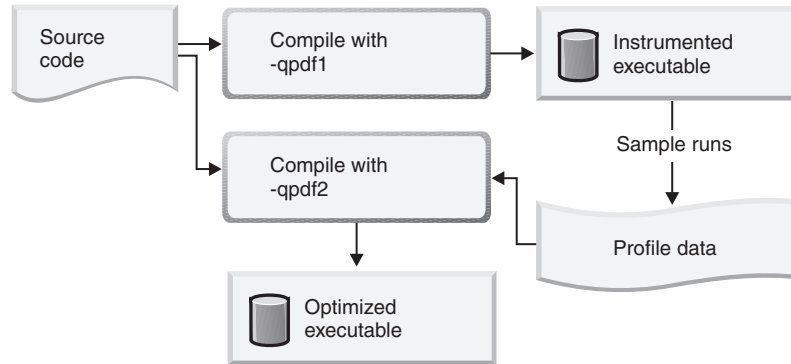 Source
code
Compile with
-qpdf1
Instrumented
executable
Sample runs
Compile with
-qpdf2
Profile data
Optimized
executable